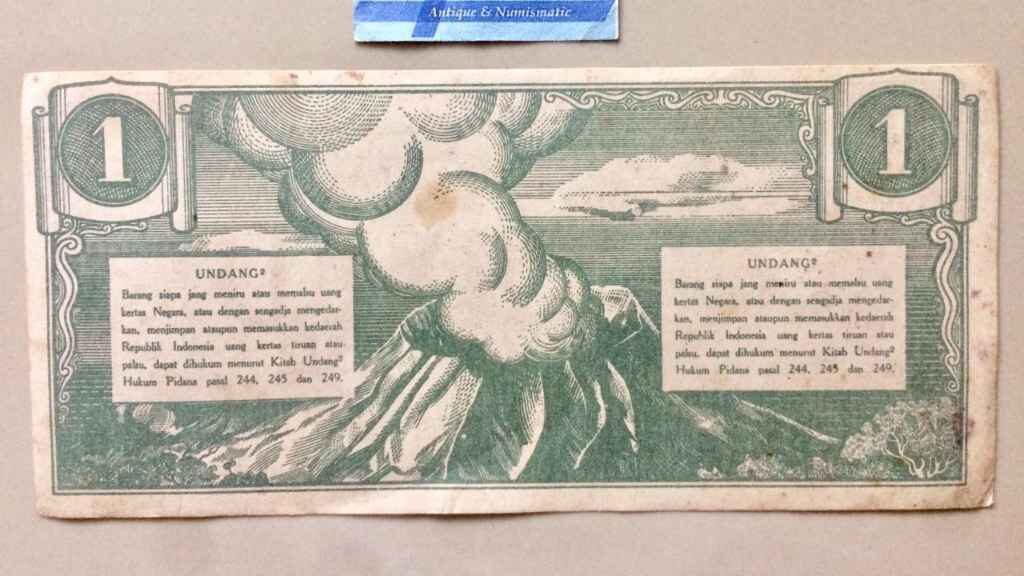 Antique & Numismatic
1
1
UNDANG²
Barang siapa jang meniru atau memalsu uang
kertas Negara, atau dengan sengadja mengedar-
kan, menjimpan ataupun memasukkan kedaerah
Republik Indonesia uang kertas tiruan atau
palsu, dapat dihukum menurut Kitab Undang²
Hukum Pidana pasal 244, 245 dan 249.
UNDANG²
Barang siapa jang meniru atau memalsu uang
kertas Negara, atau dengan sengadja mengedar-
kan, menjimpan ataupun memasukkan kedaerah
Republik Indonesia uang kertas tiruan atau
palsu, dapat dihukum menurut Kitab Undang²
Hukum Pidana pasal 244, 245 dan 249.